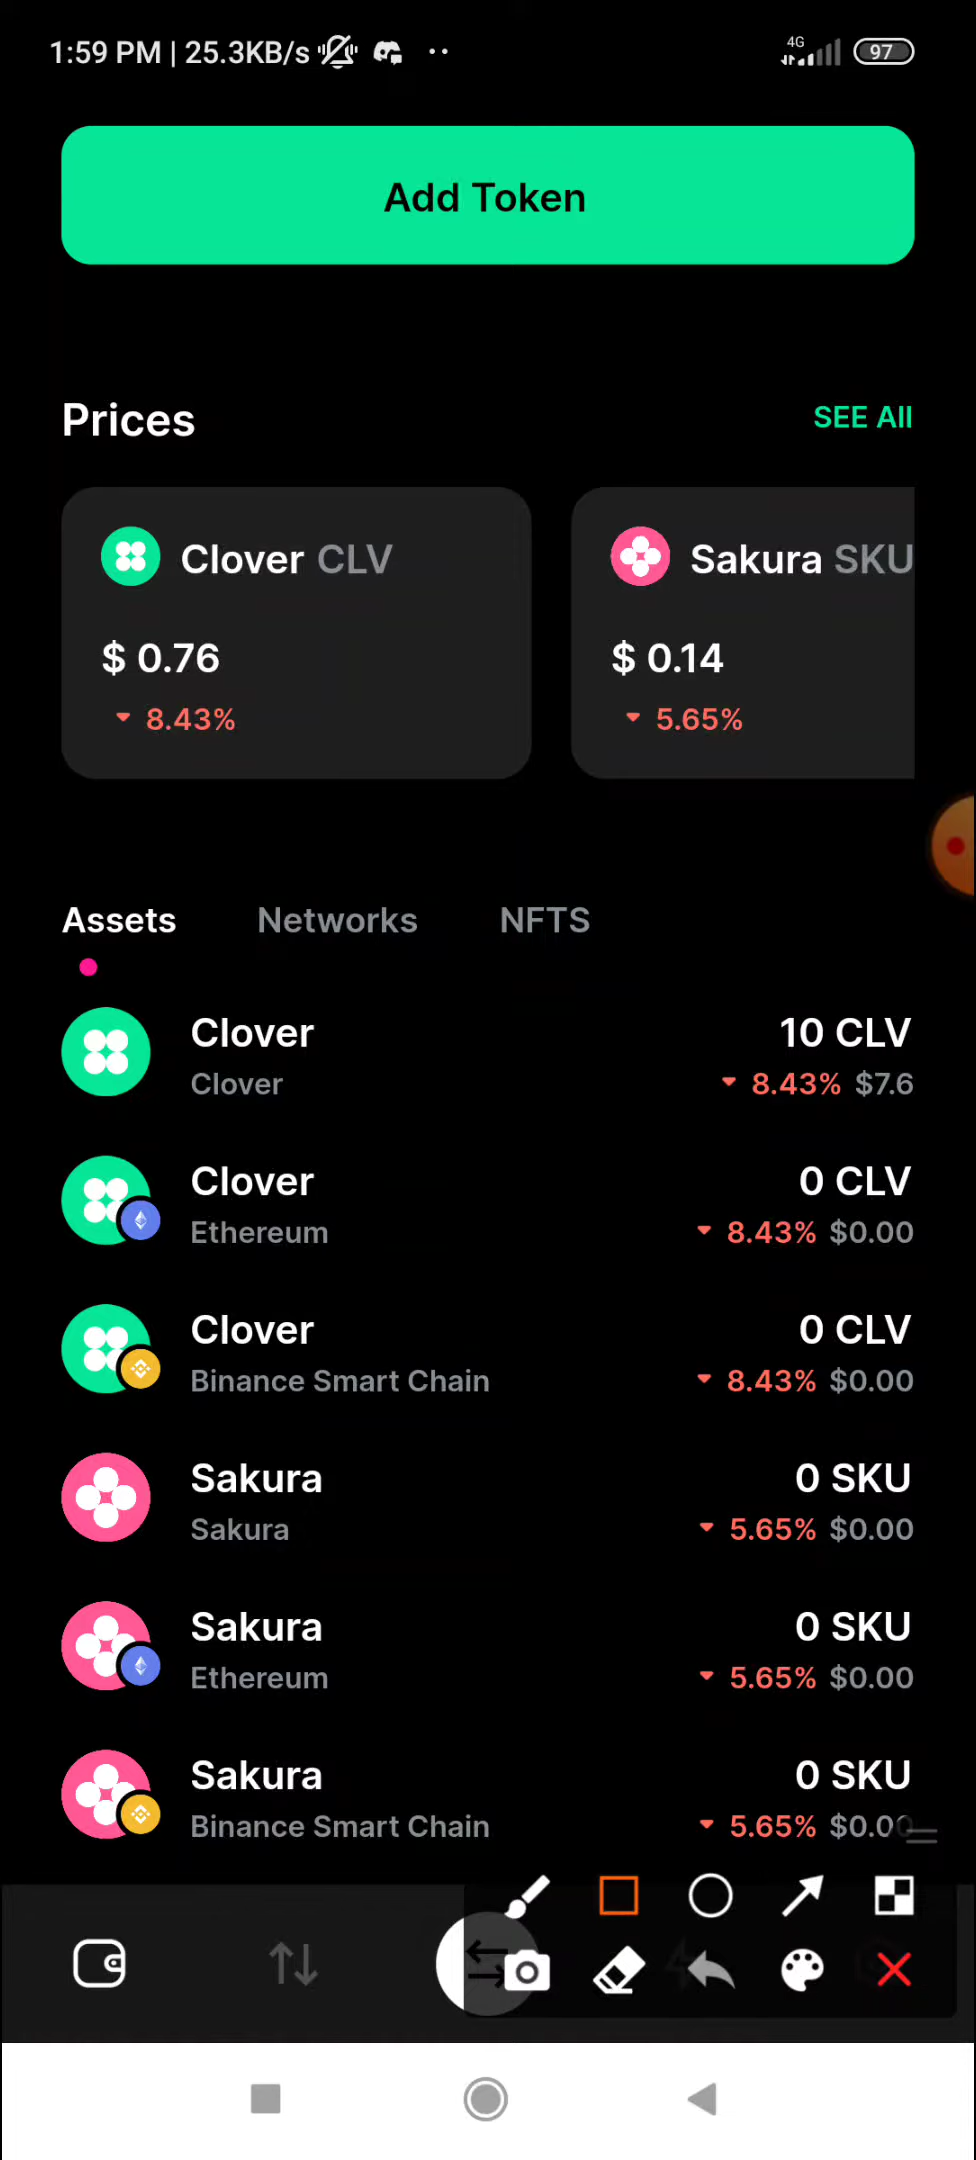 1:59 PM | 25.3KB/s
4G
97
Add Token
Prices
SEE All
Clover CLV
$ 0.76
8.43%
Sakura SKU
$ 0.14
5.65%
Assets
Networks
NFTS
Clover
10 CLV
Clover
8.43% $7.6
Clover
0 CLV
Ethereum
8.43% $0.00
Clover
0 CLV
Binance Smart Chain
8.43% $0.00
Sakura
0 SKU
Sakura
5.65% $0.00
Sakura
0 SKU
Ethereum
5.65% $0.00
Sakura
0 SKU
Binance Smart Chain
5.65% $0.00